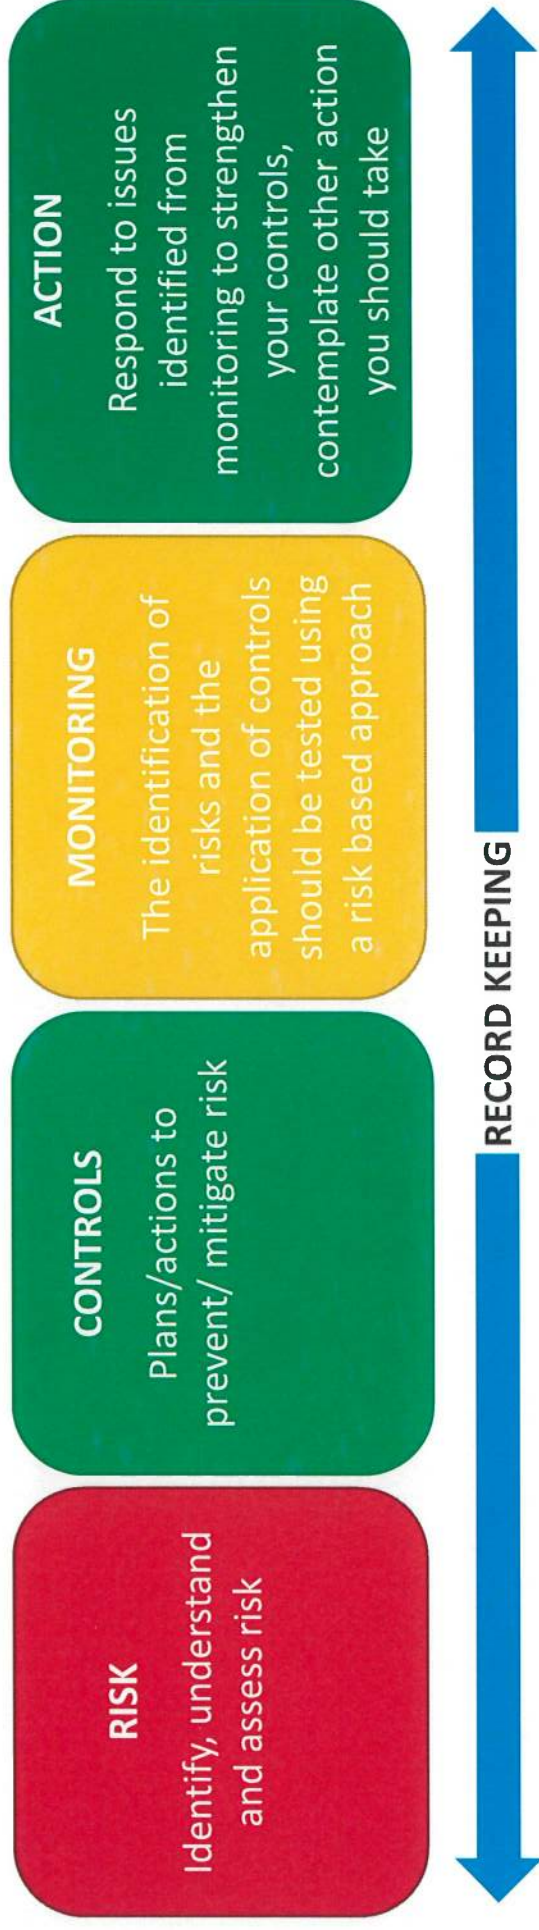 RISK
Identify, understand
and assess risk
CONTROLS
Plans/actions to
prevent/ mitigate risk
MONITORING
The identification of
risks and the
application of controls
should be tested using
a risk based approach
ACTION
Respond to issues
identified from
monitoring to strengthen
your controls,
contemplate other action
you should take
RECORD KEEPING